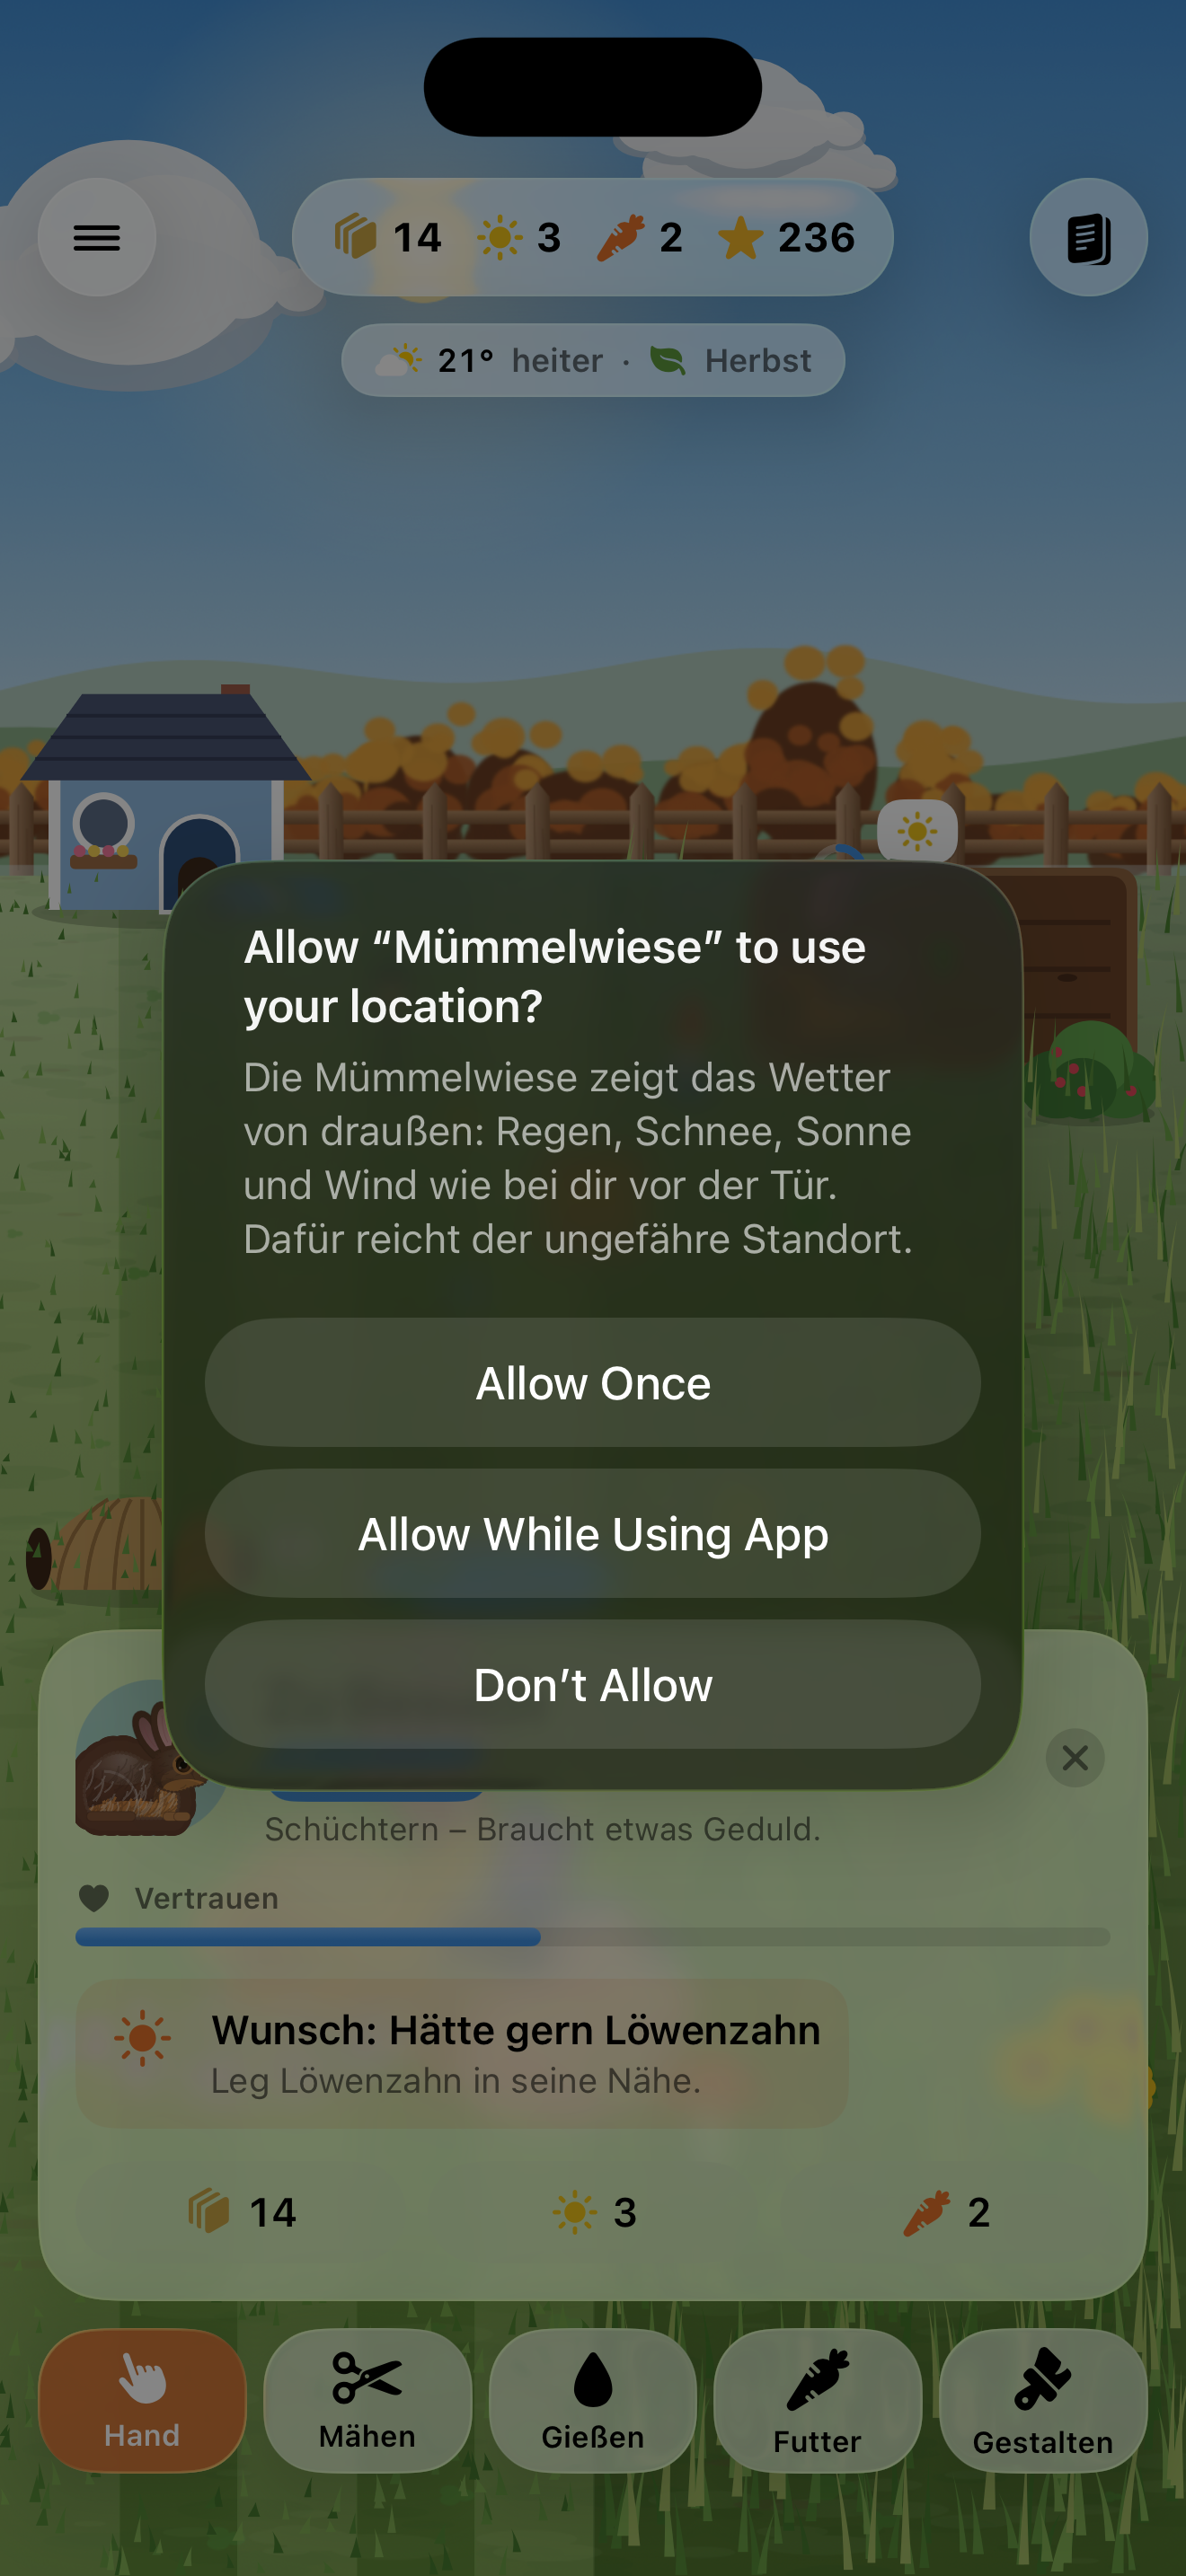 14 3 2 236
21° heiter · Herbst
Allow “Mümmelwiese” to use
your location?
Die Mümmelwiese zeigt das Wetter
von draußen: Regen, Schnee, Sonne
und Wind wie bei dir vor der Tür.
Dafür reicht der ungefähre Standort.
Allow Once
Allow While Using App
Don’t Allow
Schüchtern – Braucht etwas Geduld.
Vertrauen
Wunsch: Hätte gern Löwenzahn
Leg Löwenzahn in seine Nähe.
14 3 2
Hand Mähen Gießen Futter Gestalten